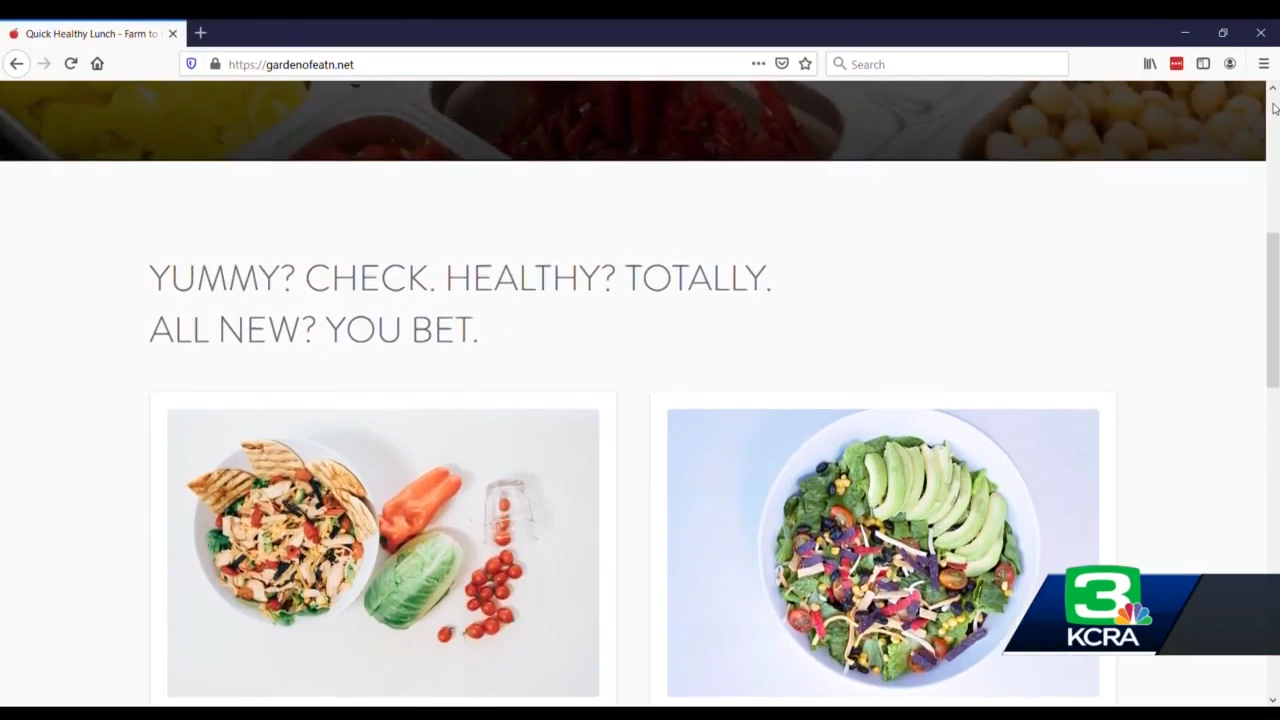 Quick Healthy Lunch - Farm to
https://gardenofeatn.net
Search
YUMMY? CHECK. HEALTHY? TOTALLY.
ALL NEW? YOU BET.
3
KCRA